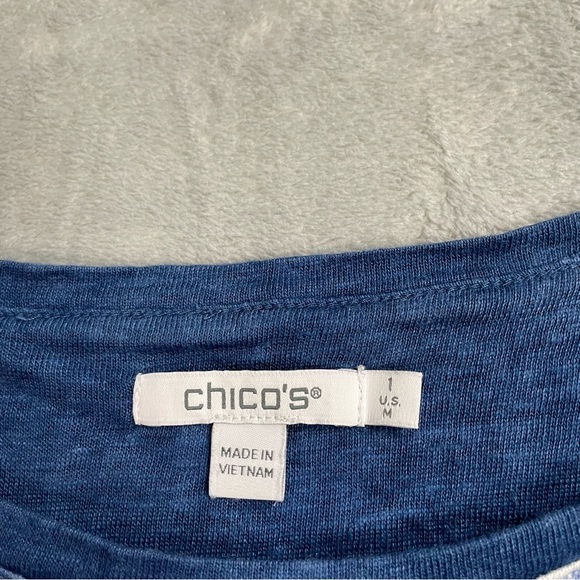 chico's®
1
U.S.
M
MADE IN
VIETNAM